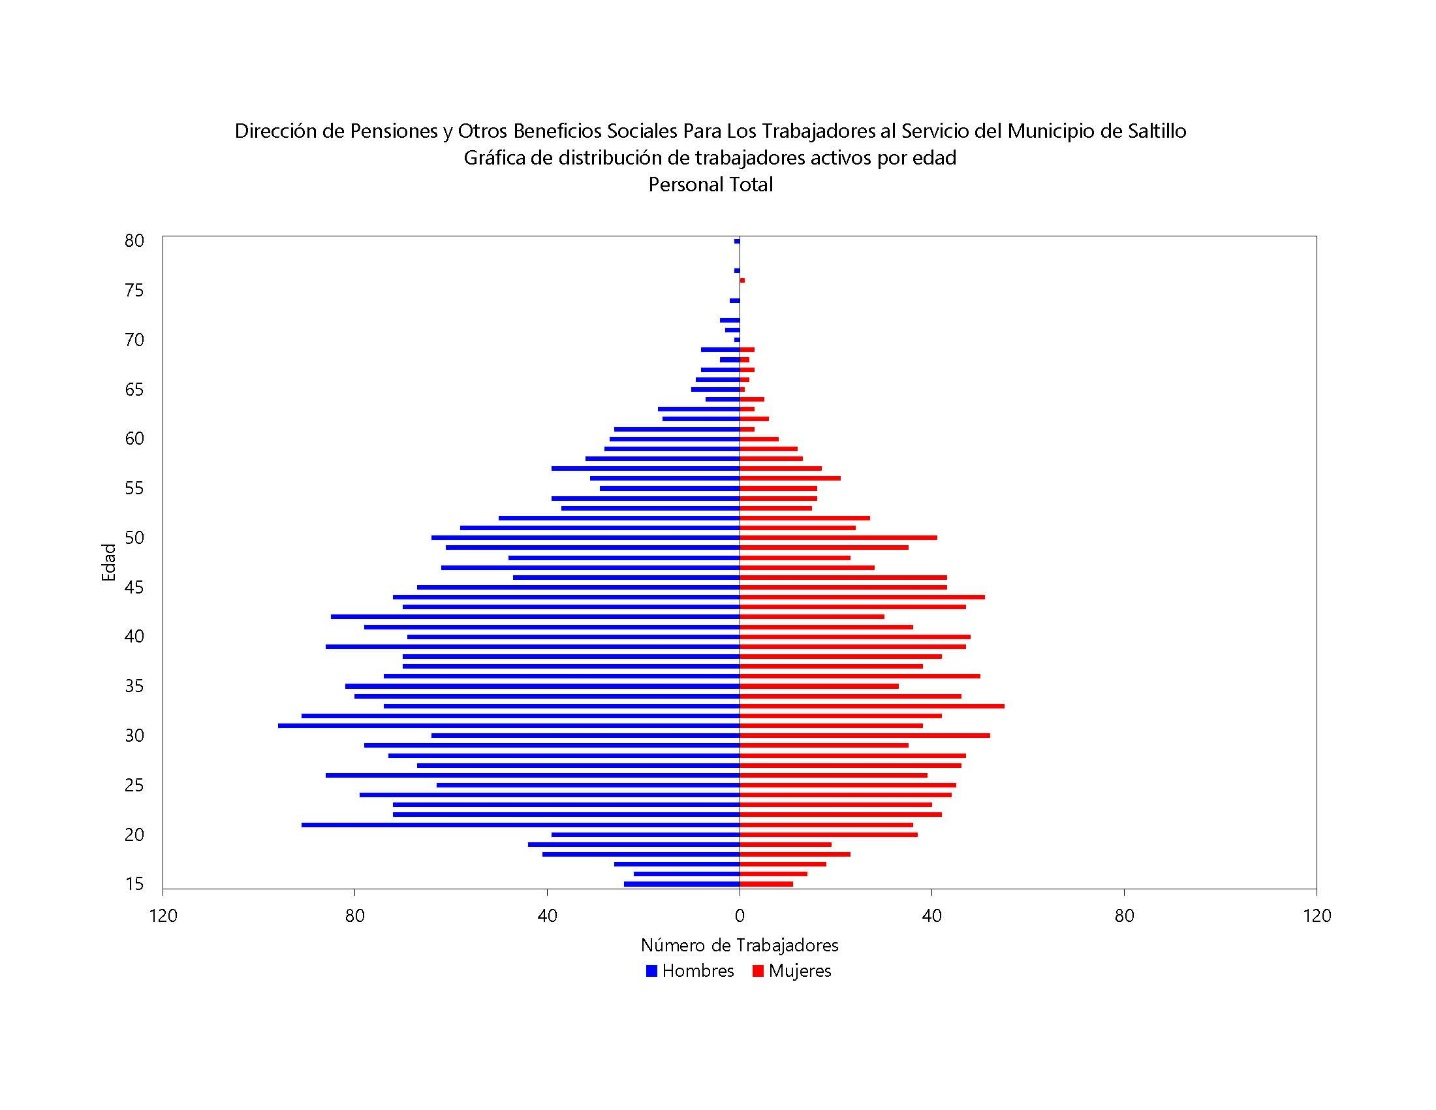 Dirección de Pensiones y Otros Beneficios Sociales Para Los Trabajadores al Servicio del Municipio de Saltillo
Gráfica de distribución de trabajadores activos por edad
Personal Total
80
75
70
65
60
55
50
45
40
35
30
25
20
15
Edad
120 80 40 0 40 80 120
Número de Trabajadores
Hombres Mujeres